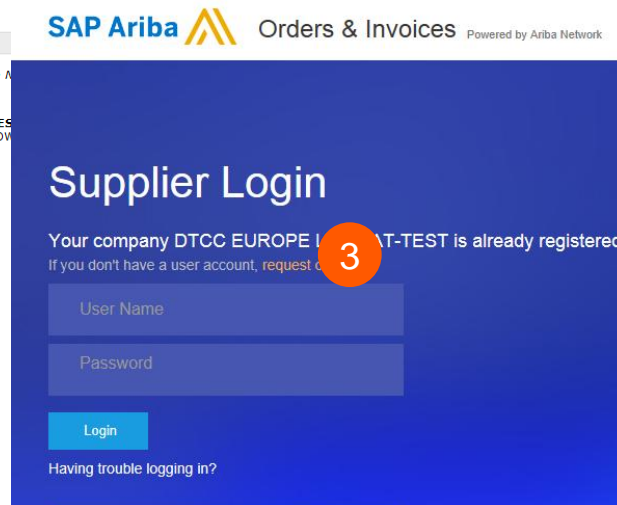 SAP Ariba Orders & Invoices Powered by Ariba Network
Supplier Login
Your company DTCC EUROPE AT-TEST is already registered
If you don't have a user account, request
3
User Name
Password
Login
Having trouble logging in?